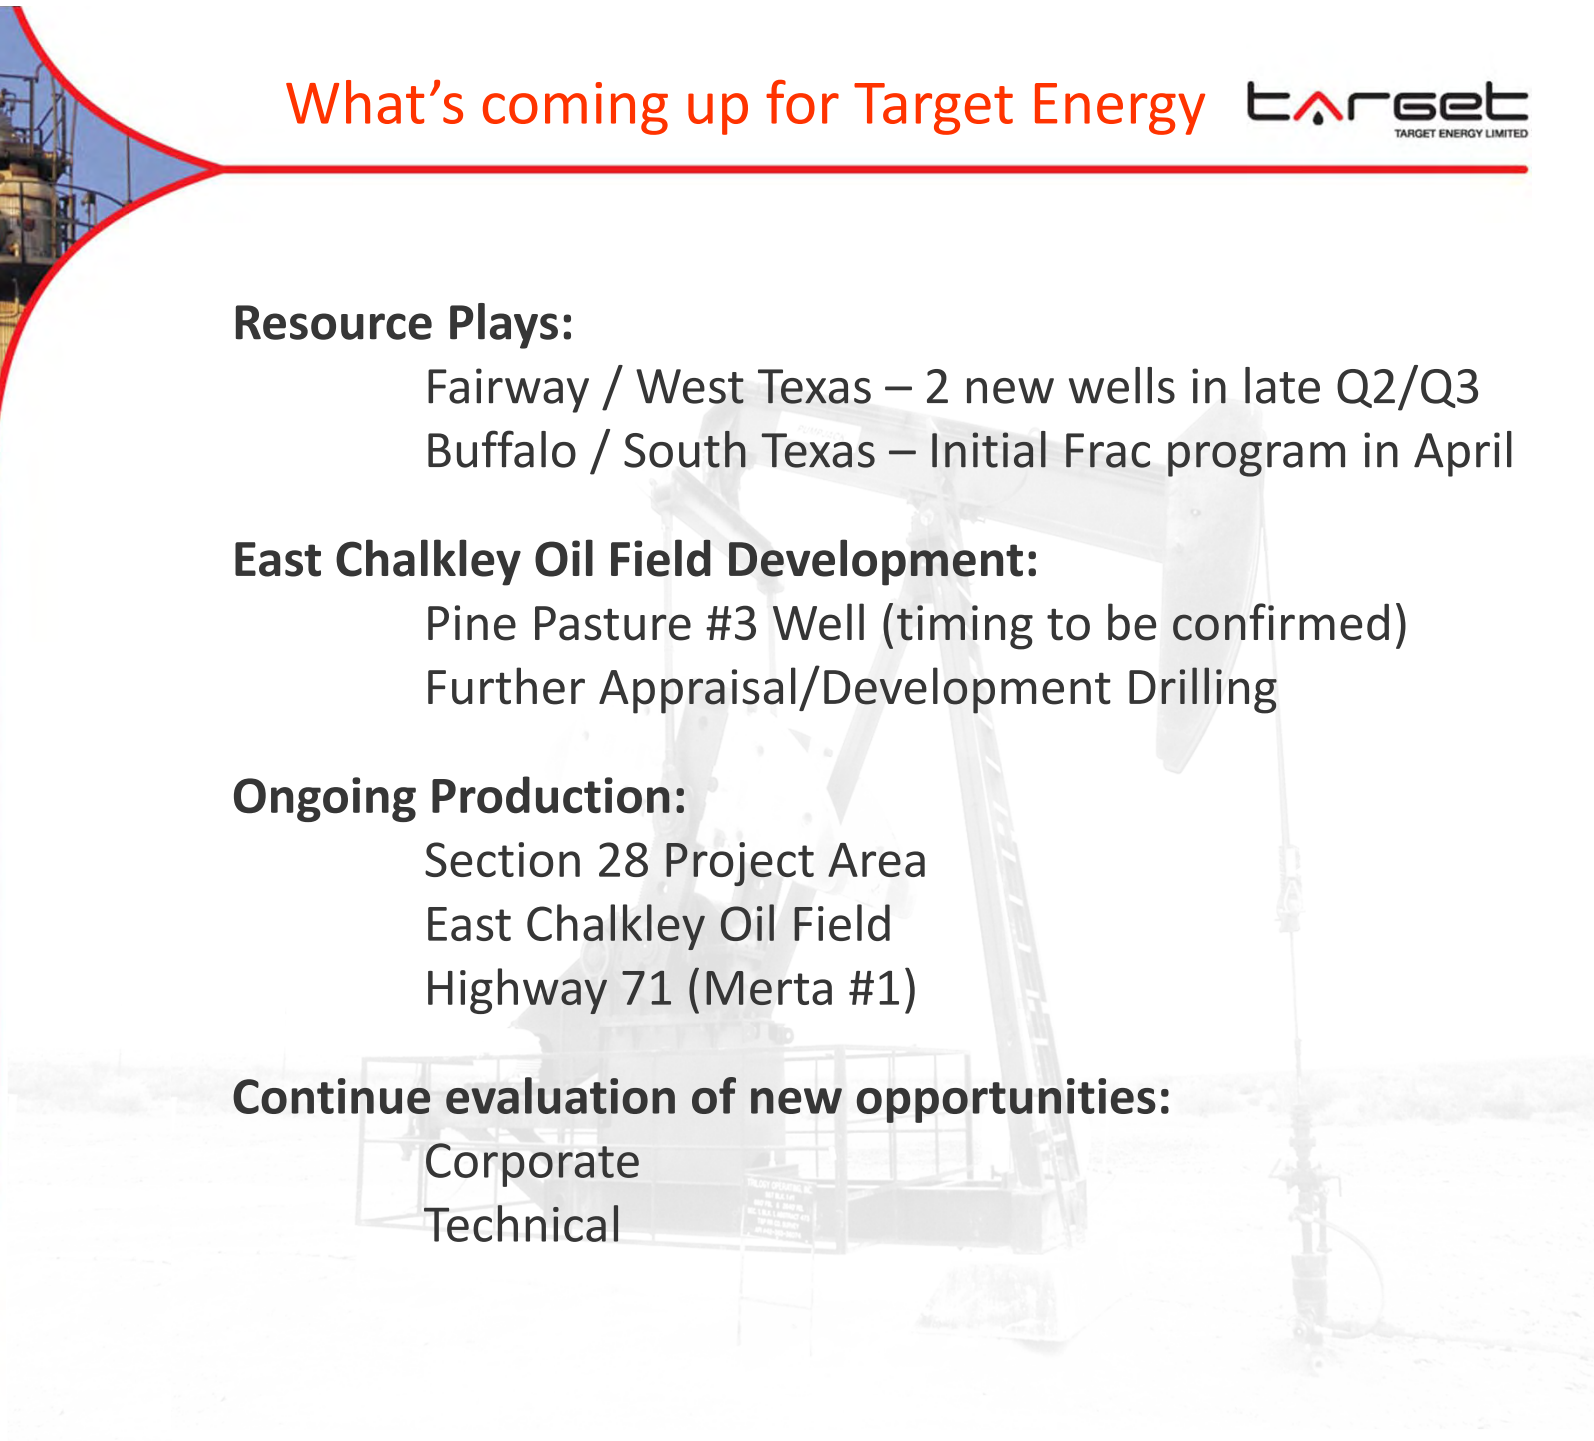 What’s coming up for Target Energy
target
TARGET ENERGY LIMITED
Resource Plays:
Fairway / West Texas – 2 new wells in late Q2/Q3
Buffalo / South Texas – Initial Frac program in April
East Chalkley Oil Field Development:
Pine Pasture #3 Well (timing to be confirmed)
Further Appraisal/Development Drilling
Ongoing Production:
Section 28 Project Area
East Chalkley Oil Field
Highway 71 (Merta #1)
Continue evaluation of new opportunities:
Corporate
Technical
TRILOGY OPERATING, INC.